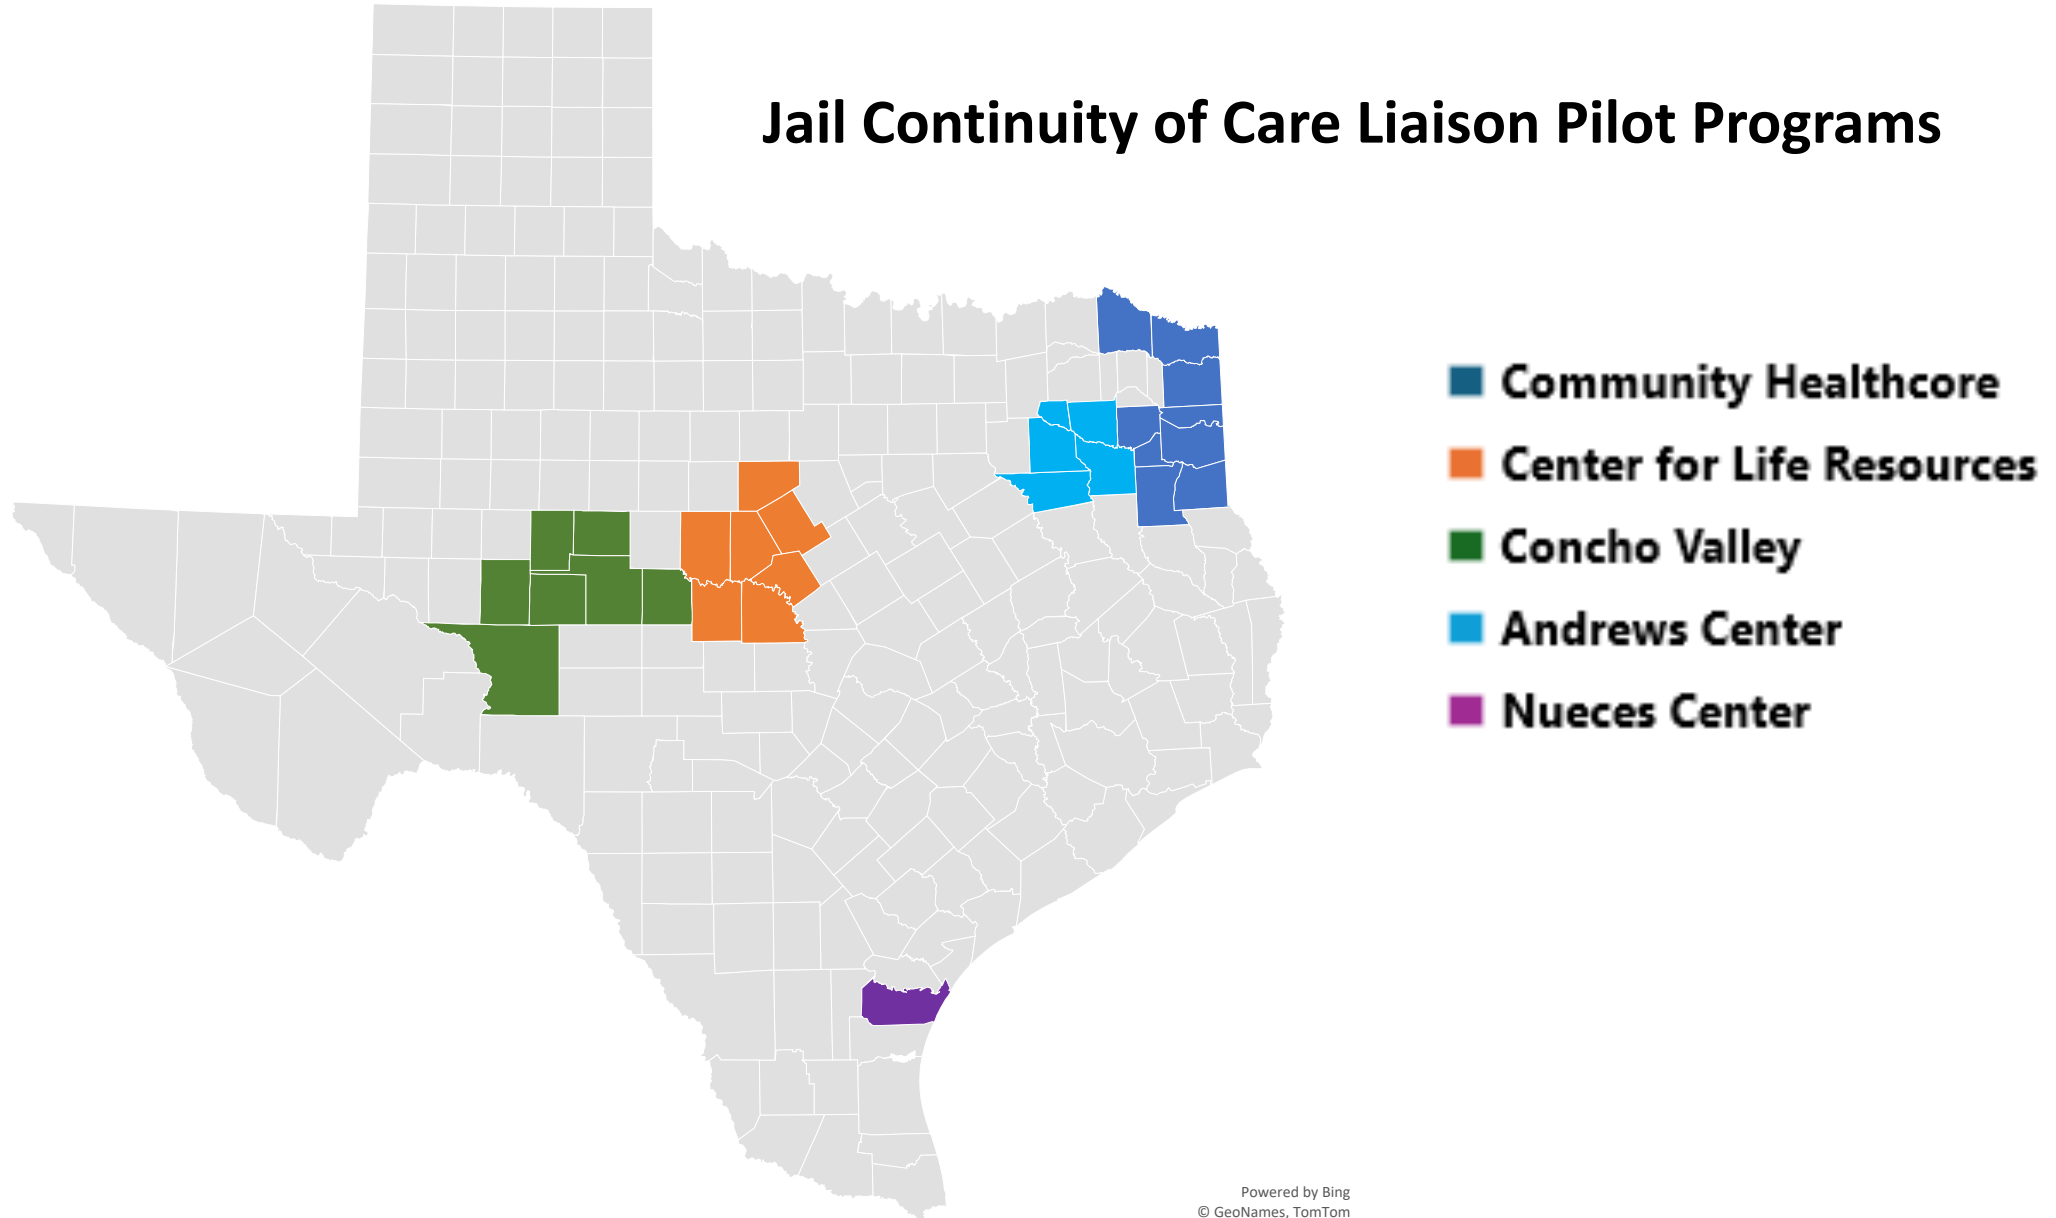 Jail Continuity of Care Liaison Pilot Programs
Community Healthcore
Center for Life Resources
Concho Valley
Andrews Center
Nueces Center
Powered by Bing
© GeoNames, TomTom